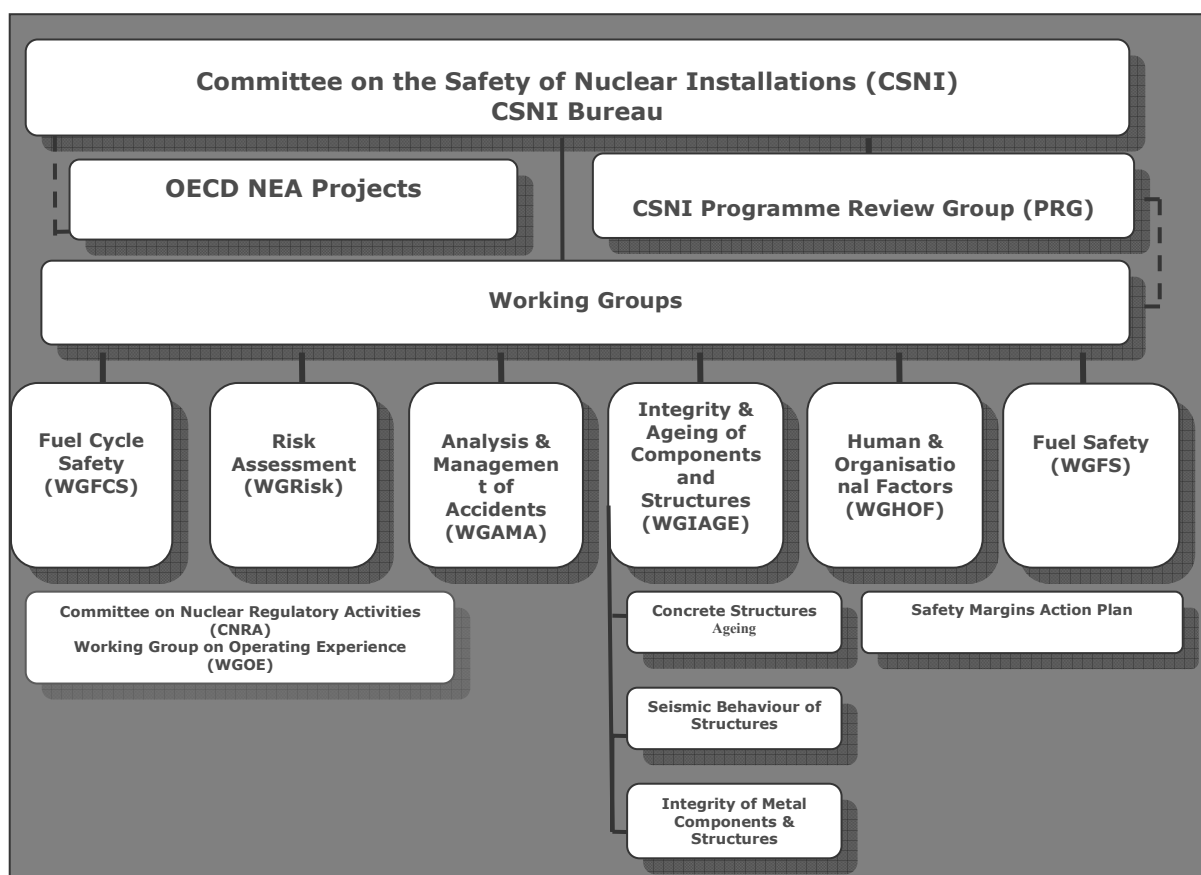 Committee on the Safety of Nuclear Installations (CSNI)
CSNI Bureau
OECD NEA Projects
CSNI Programme Review Group (PRG)
Working Groups
Fuel Cycle
Safety
(WGFCS)
Risk
Assessment
(WGRisk)
Analysis &
Managemen
t of
Accidents
(WGAMA)
Integrity &
Ageing of
Components
and
Structures
(WGIAGE)
Human &
Organisatio
nal Factors
(WGHOF)
Fuel Safety
(WGFS)
Committee on Nuclear Regulatory Activities
(CNRA)
Working Group on Operating Experience
(WGOE)
Concrete Structures
Ageing
Safety Margins Action Plan
Seismic Behaviour of
Structures
Integrity of Metal
Components &
Structures